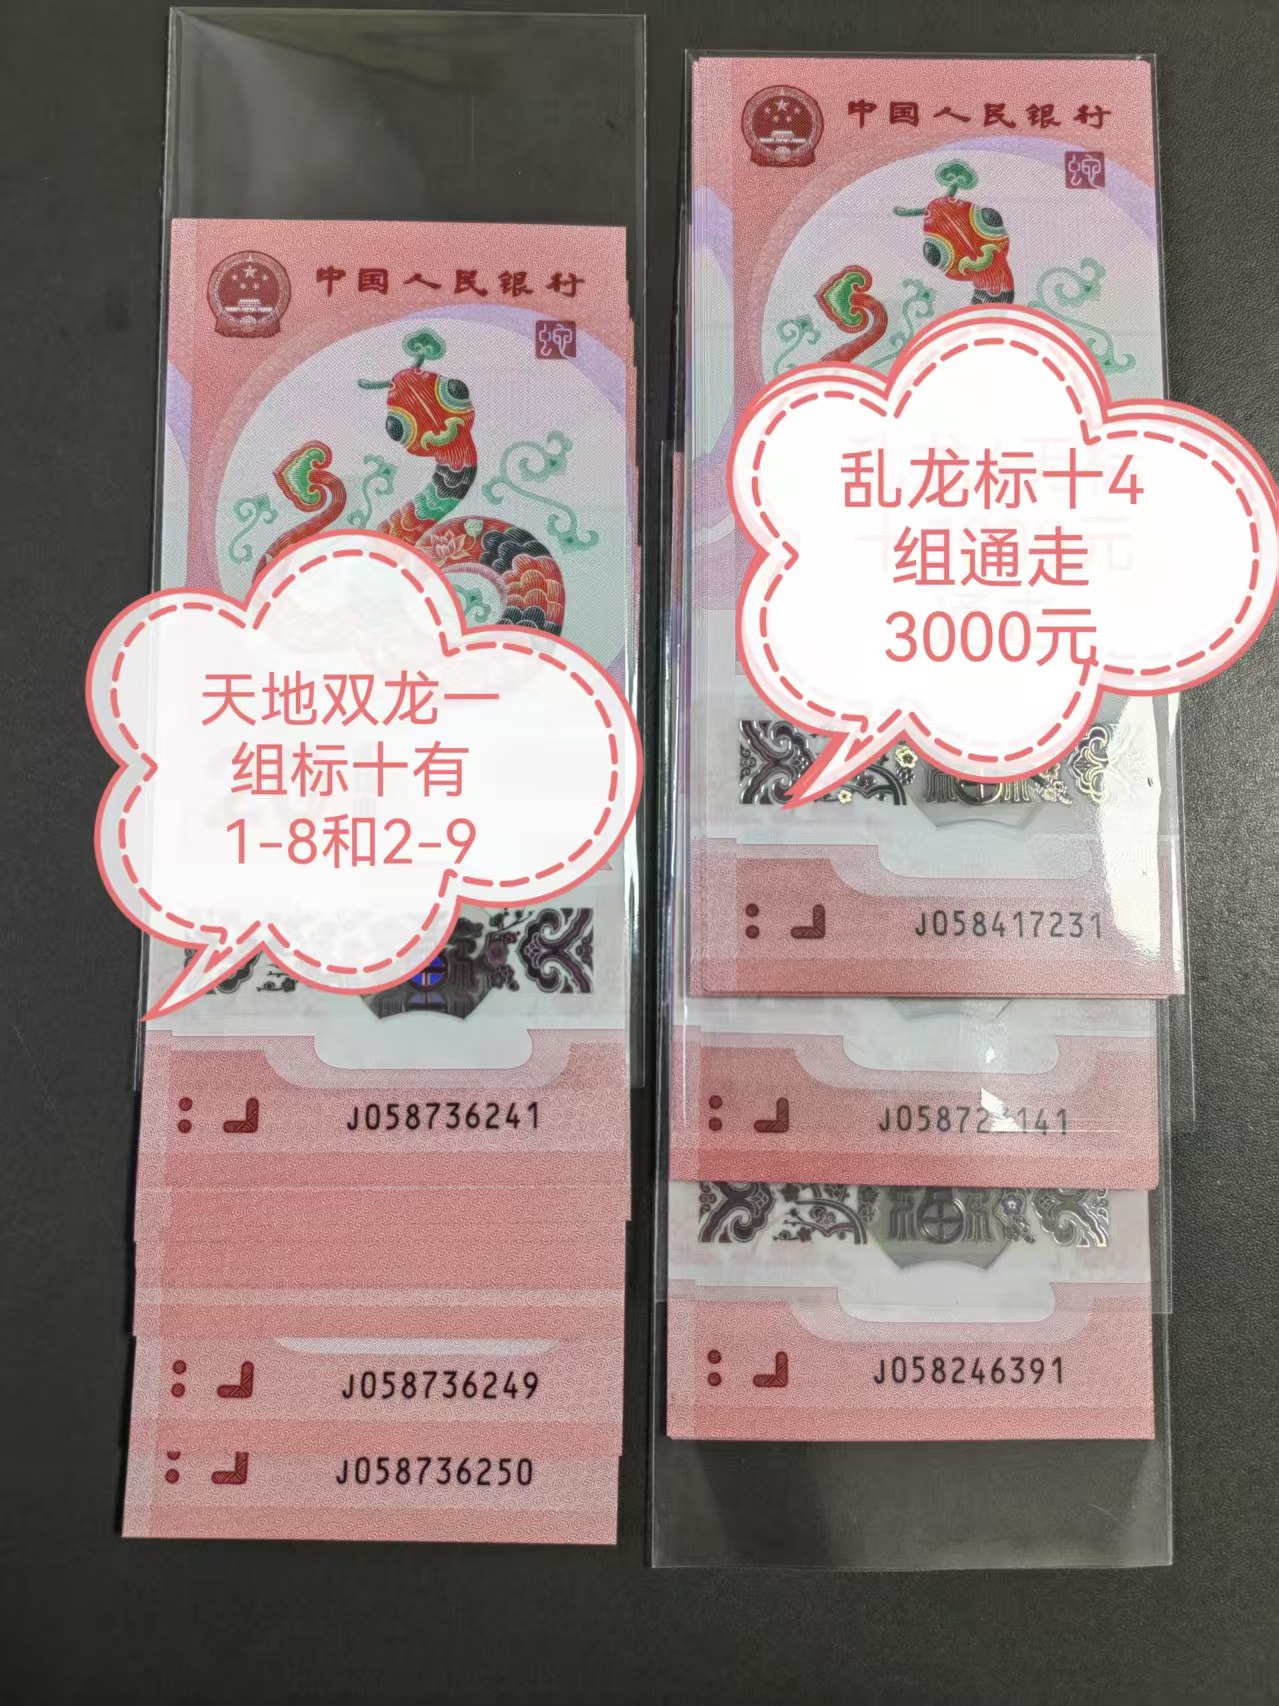 中国人民银行
蛇
天地双龙一
组标十有
1-8和2-9
J058736241
J058736249
J058736250
中国人民银行
蛇
乱龙标十4
组通走
3000元
J058417231
J058246391